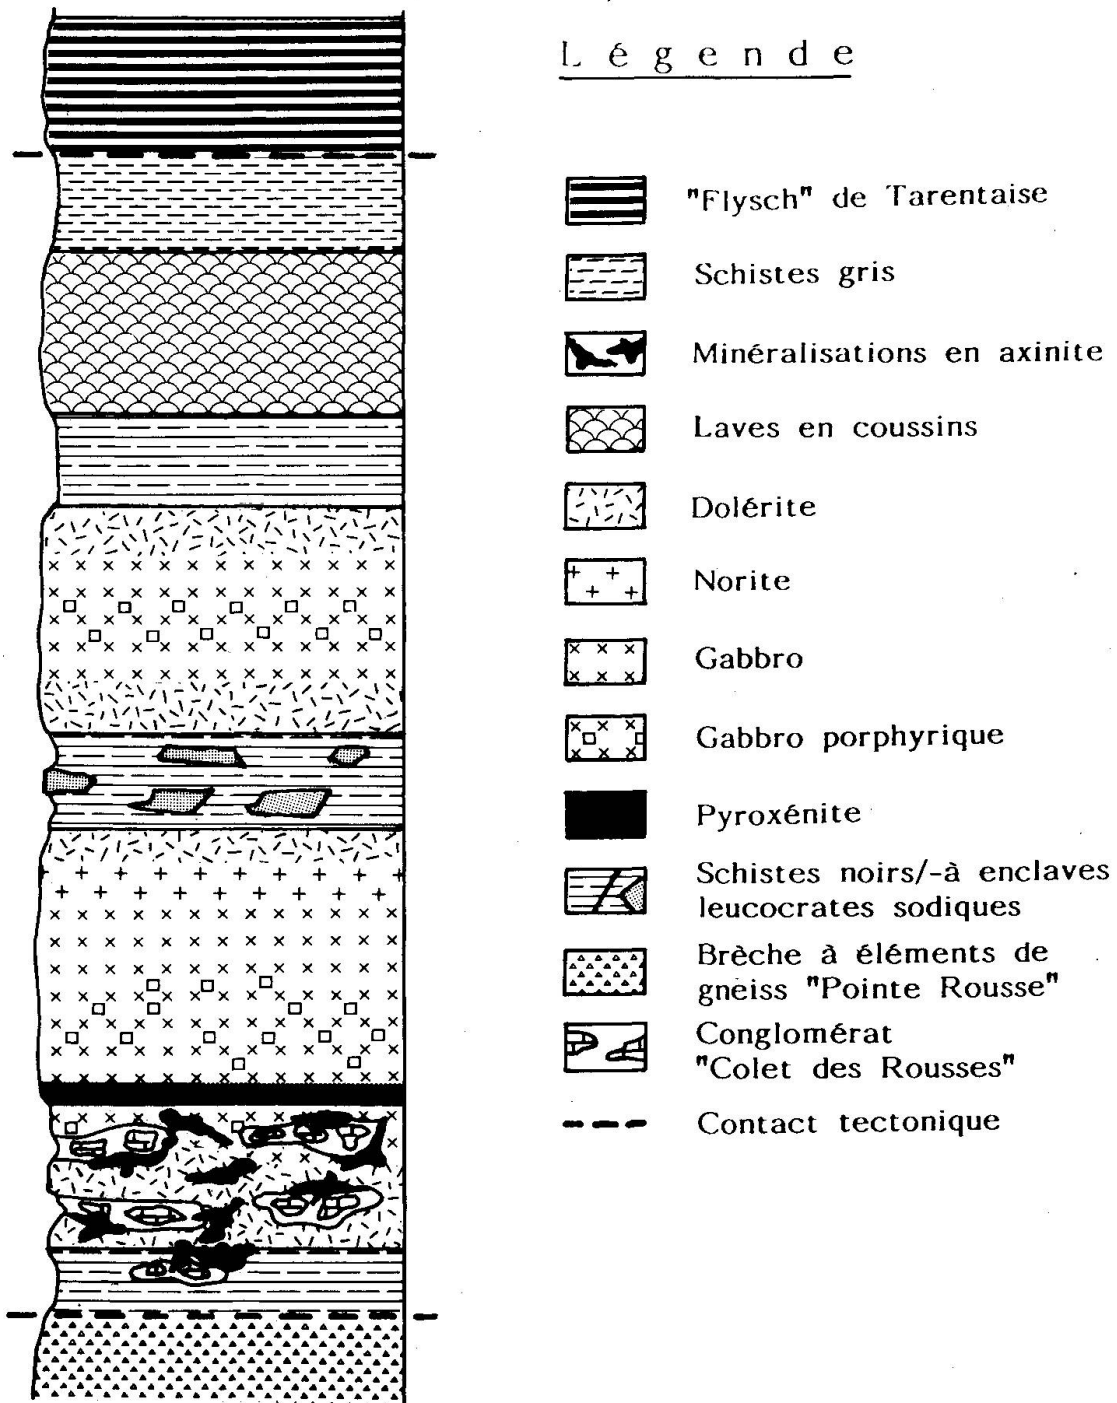 Légende
"Flysch" de Tarentaise
Schistes gris
Minéralisations en axinite
Laves en coussins
Dolérite
Norite
Gabbro
Gabbro porphyrique
Pyroxénite
Schistes noirs/-à enclaves
leucocrates sodiques
Brèche à éléments de
gneiss "Pointe Rousse"
Conglomérat
"Colet des Rousses"
Contact tectonique